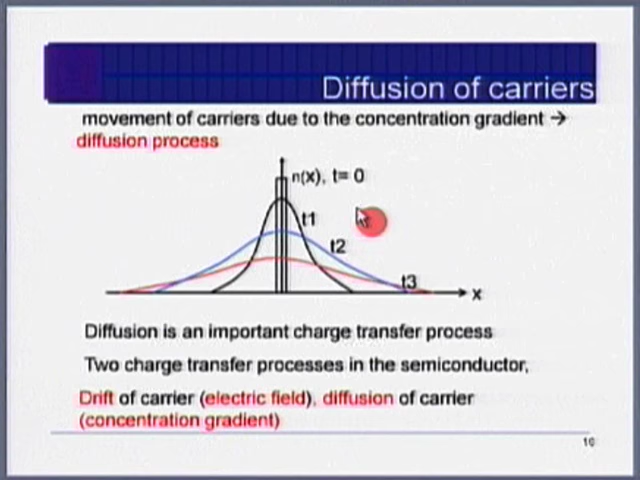 Diffusion of carriers
movement of carriers due to the concentration gradient →
diffusion process
n(x), t= 0
t1
t2
t3
x
Diffusion is an important charge transfer process
Two charge transfer processes in the semiconductor,
Drift of carrier (electric field), diffusion of carrier
(concentration gradient)
16